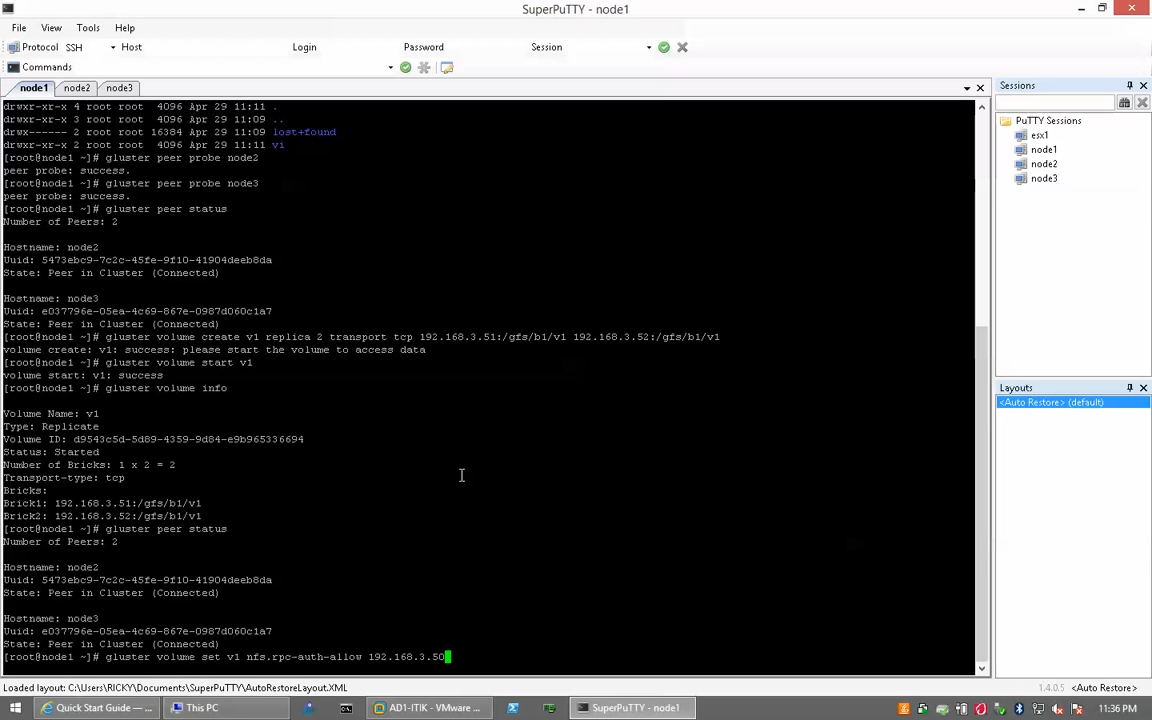 SuperPuTTY - node1
File View Tools Help
Protocol SSH Host Login Password Session
Commands
node1 node2 node3
drwxr-xr-x 4 root root 4096 Apr 29 11:11 .
drwxr-xr-x 3 root root 4096 Apr 29 11:09 ..
drwx------ 2 root root 16384 Apr 29 11:09 lost+found
drwxr-xr-x 2 root root 4096 Apr 29 11:11 v1
[root@node1 ~]# gluster peer probe node2
peer probe: success.
[root@node1 ~]# gluster peer probe node3
peer probe: success.
[root@node1 ~]# gluster peer status
Number of Peers: 2
Hostname: node2
Uuid: 5473ebc9-7c2c-45fe-9f10-41904deeb8da
State: Peer in Cluster (Connected)
Hostname: node3
Uuid: e037796e-05ea-4c69-867e-0987d060c1a7
State: Peer in Cluster (Connected)
[root@node1 ~]# gluster volume create v1 replica 2 transport tcp 192.168.3.51:/gfs/b1/v1 192.168.3.52:/gfs/b1/v1
volume create: v1: success: please start the volume to access data
[root@node1 ~]# gluster volume start v1
volume start: v1: success
[root@node1 ~]# gluster volume info
Volume Name: v1
Type: Replicate
Volume ID: d9543c5d-5d89-4359-9d84-e9b965336694
Status: Started
Number of Bricks: 1 x 2 = 2
Transport-type: tcp
Bricks:
Brick1: 192.168.3.51:/gfs/b1/v1
Brick2: 192.168.3.52:/gfs/b1/v1
[root@node1 ~]# gluster peer status
Number of Peers: 2
Hostname: node2
Uuid: 5473ebc9-7c2c-45fe-9f10-41904deeb8da
State: Peer in Cluster (Connected)
Hostname: node3
Uuid: e037796e-05ea-4c69-867e-0987d060c1a7
State: Peer in Cluster (Connected)
[root@node1 ~]# gluster volume set v1 nfs.rpc-auth-allow 192.168.3.50
Sessions
PuTTY Sessions
esx1
node1
node2
node3
Layouts
<Auto Restore> (default)
Loaded layout: C:\Users\RICKY\Documents\SuperPuTTY\AutoRestoreLayout.XML
1.4.0.5 <Auto Restore>
Quick Start Guide — ... This PC AD1-ITIK - VMware ... SuperPuTTY - node1 11:36 PM